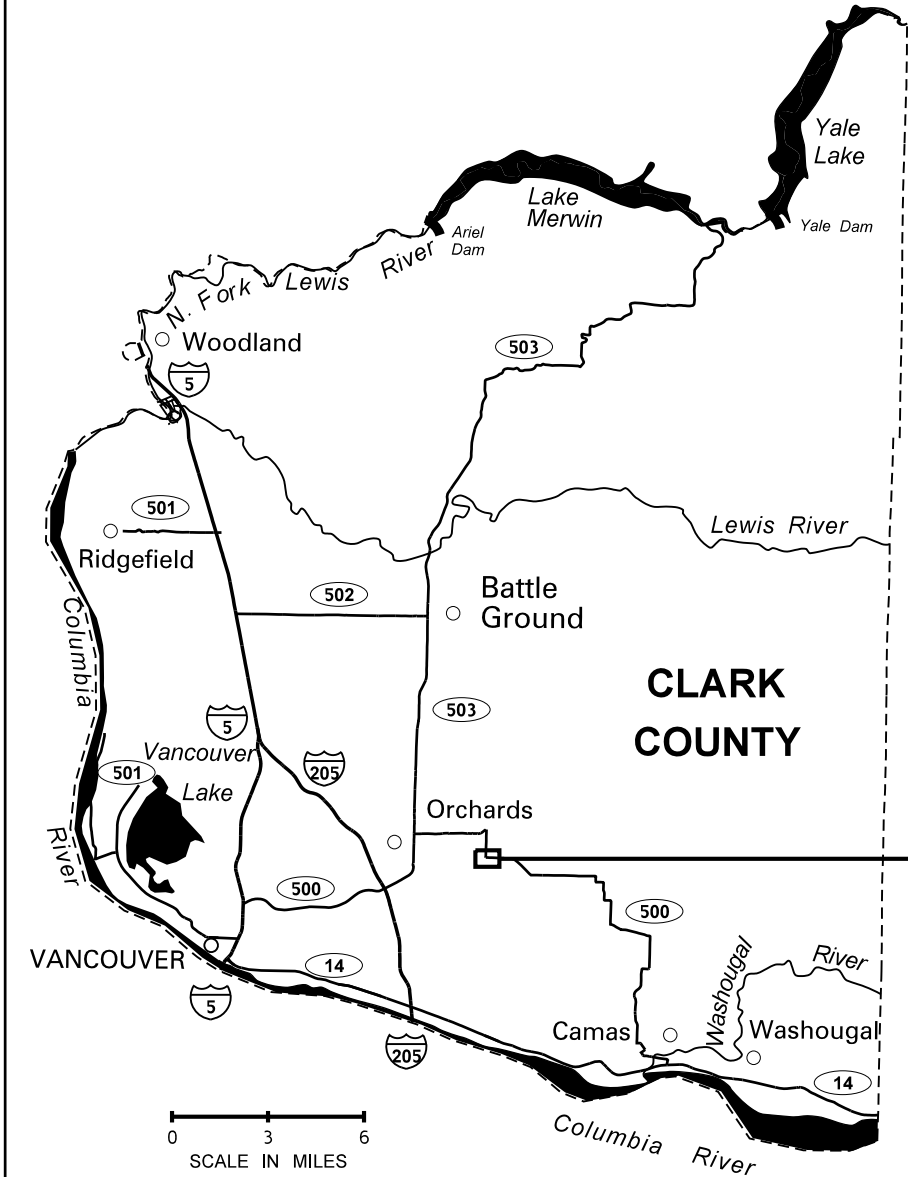 Yale
Lake
Lake
Merwin
Yale Dam
Ariel
Dam
River
Lewis
N. Fork
Woodland
503
5
501
Lewis River
Ridgefield
502
Battle
Ground
Columbia
CLARK
COUNTY
503
5
Vancouver
205
501
Lake
Orchards
River
500
500
VANCOUVER
14
Washougal
River
5
Camas
Washougal
205
14
Columbia River
0 3 6
SCALE IN MILES